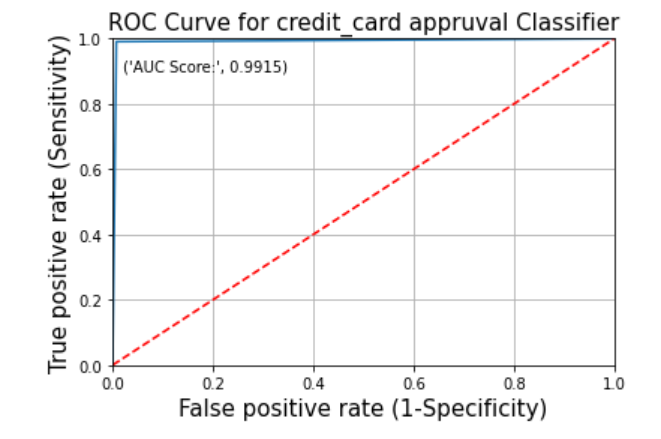 ROC Curve for credit_card appruval Classifier
('AUC Score:', 0.9915)
True positive rate (Sensitivity)
1.0
0.8
0.6
0.4
0.2
0.0
0.0 0.2 0.4 0.6 0.8 1.0
False positive rate (1-Specificity)